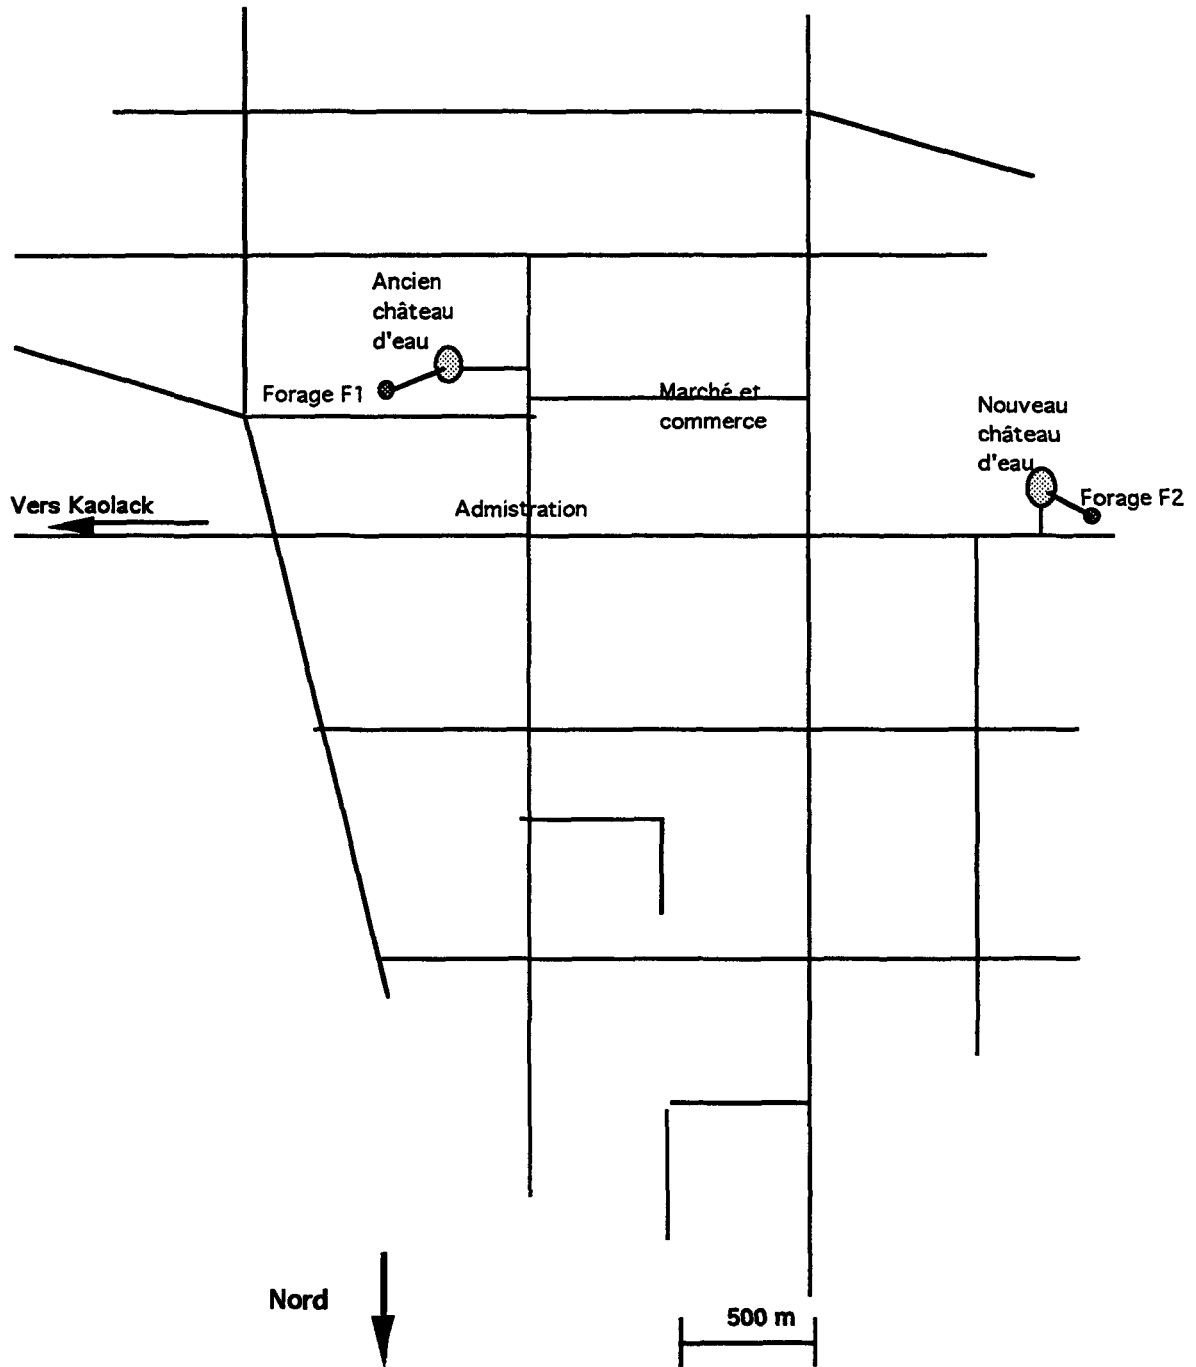 Ancien
château
d'eau
Forage F1
Marché et
commerce
Nouveau
château
d'eau
Forage F2
Vers Kaolack
Admistration
Nord
500 m